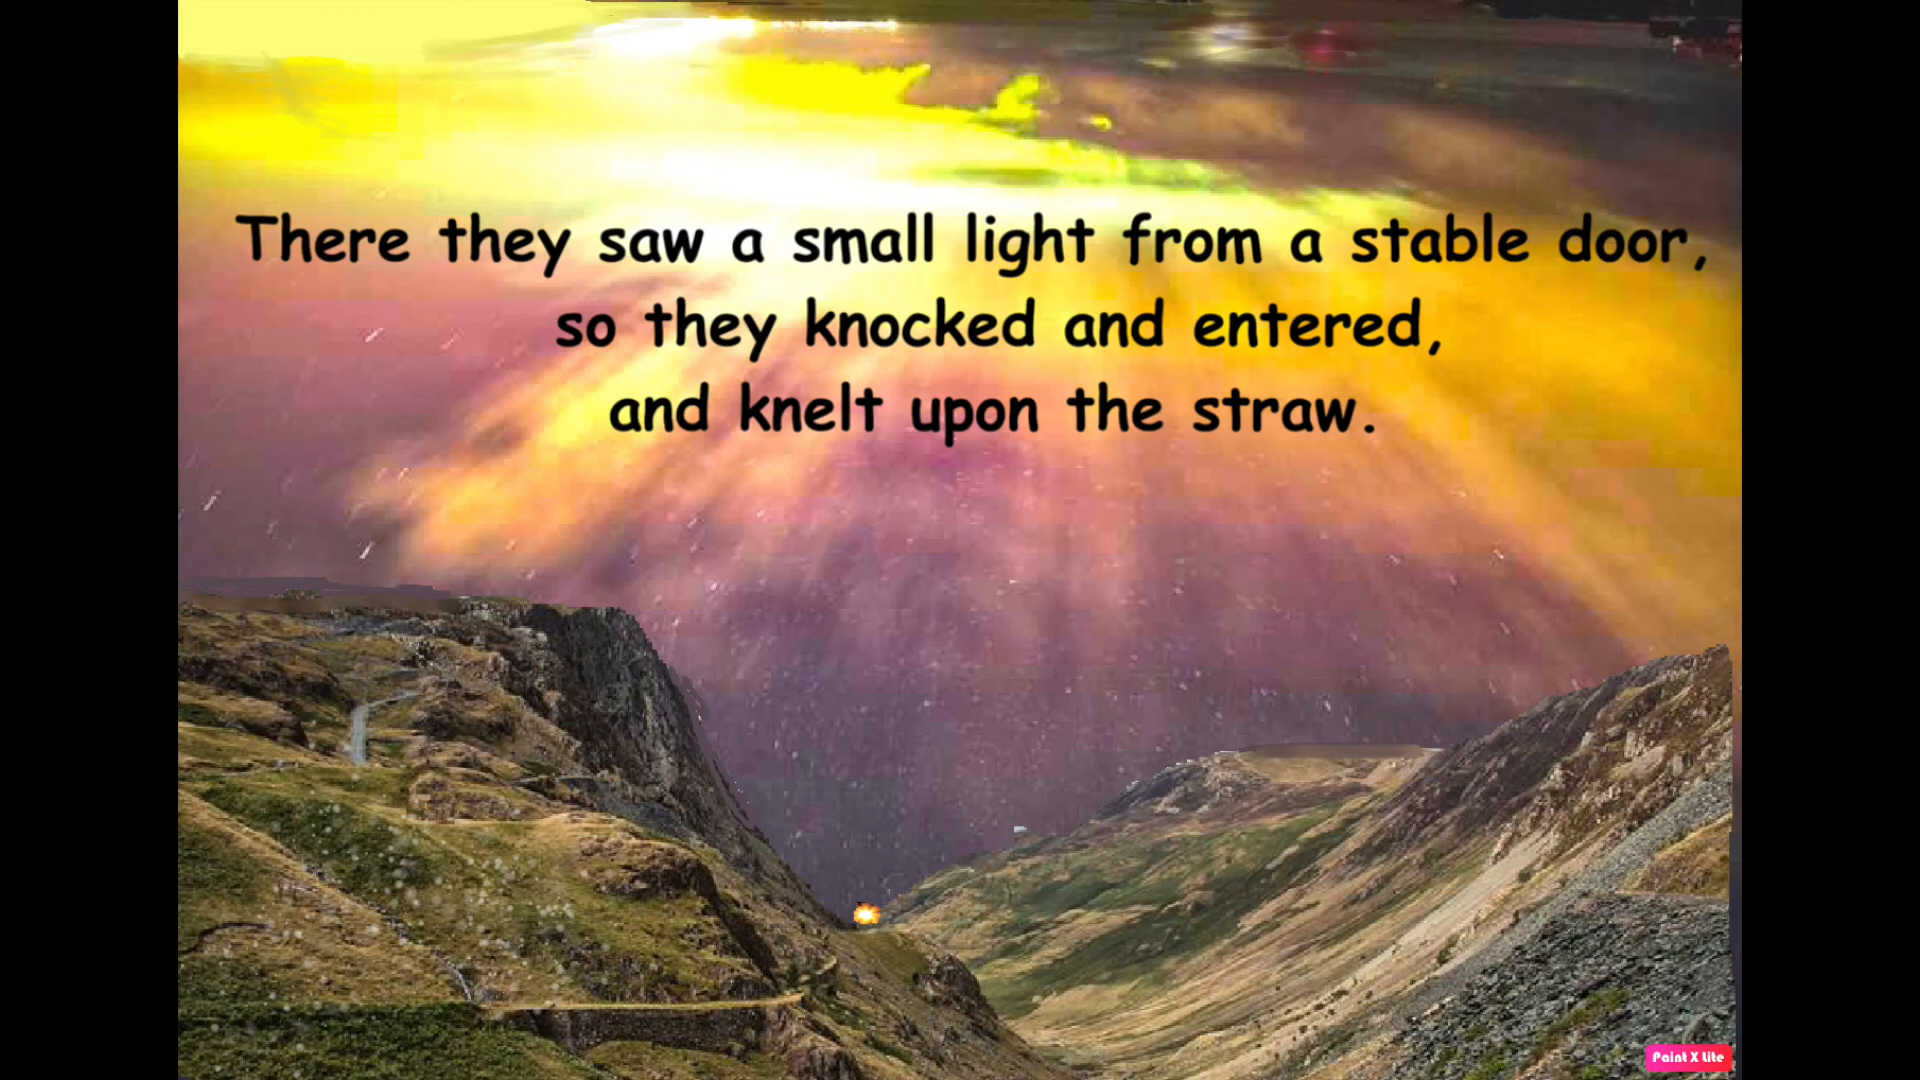 There they saw a small light from a stable door,
so they knocked and entered,
and knelt upon the straw.
Paint X Lite